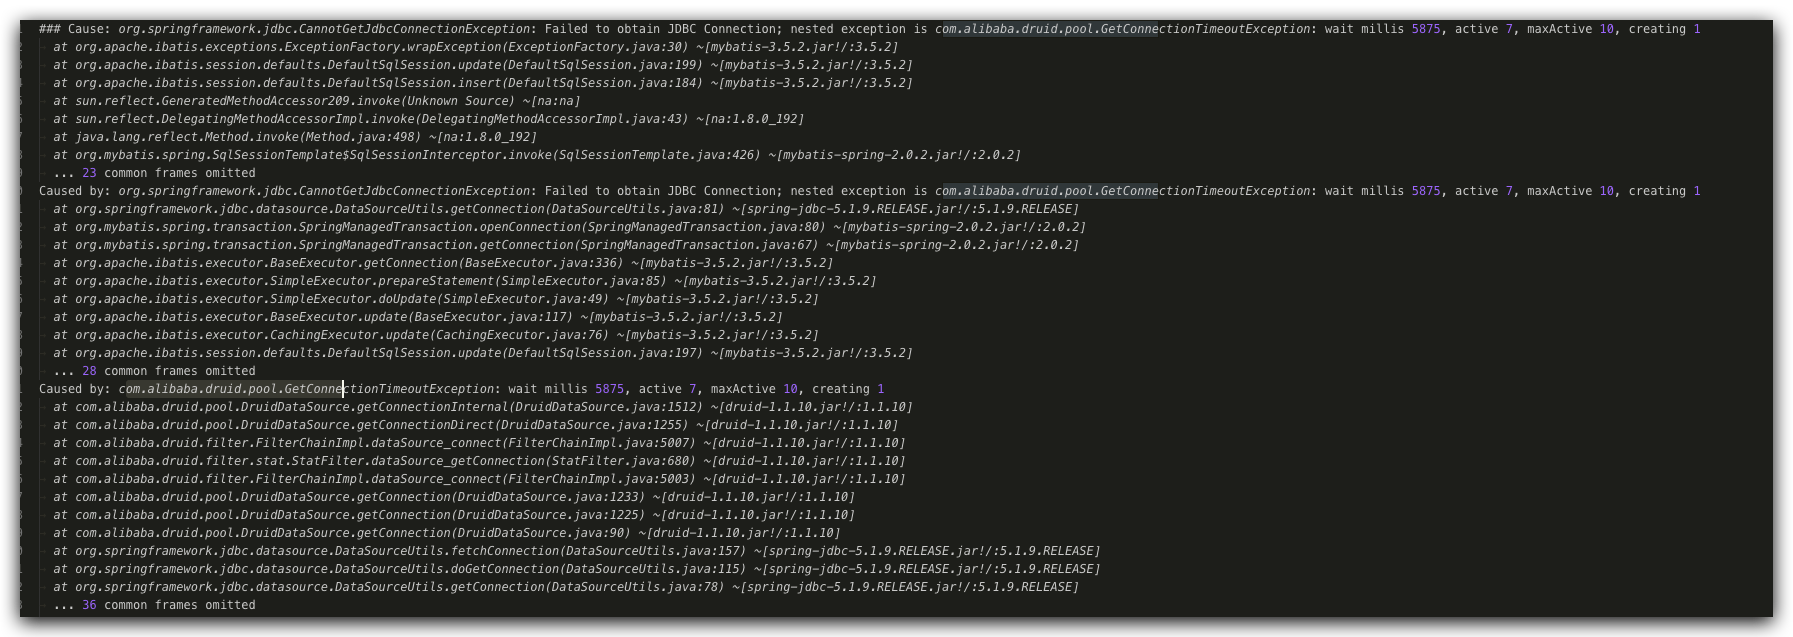 ### Cause: org.springframework.jdbc.CannotGetJdbcConnectionException: Failed to obtain JDBC Connection; nested exception is com.alibaba.druid.pool.GetConnectionTimeoutException: wait millis 5875, active 7, maxActive 10, creating 1
at org.apache.ibatis.exceptions.ExceptionFactory.wrapException(ExceptionFactory.java:30) ~[mybatis-3.5.2.jar!/:3.5.2]
at org.apache.ibatis.session.defaults.DefaultSqlSession.update(DefaultSqlSession.java:199) ~[mybatis-3.5.2.jar!/:3.5.2]
at org.apache.ibatis.session.defaults.DefaultSqlSession.insert(DefaultSqlSession.java:184) ~[mybatis-3.5.2.jar!/:3.5.2]
at sun.reflect.GeneratedMethodAccessor209.invoke(Unknown Source) ~[na:na]
at sun.reflect.DelegatingMethodAccessorImpl.invoke(DelegatingMethodAccessorImpl.java:43) ~[na:1.8.0_192]
at java.lang.reflect.Method.invoke(Method.java:498) ~[na:1.8.0_192]
at org.mybatis.spring.SqlSessionTemplate$SqlSessionInterceptor.invoke(SqlSessionTemplate.java:426) ~[mybatis-spring-2.0.2.jar!/:2.0.2]
... 23 common frames omitted
Caused by: org.springframework.jdbc.CannotGetJdbcConnectionException: Failed to obtain JDBC Connection; nested exception is com.alibaba.druid.pool.GetConnectionTimeoutException: wait millis 5875, active 7, maxActive 10, creating 1
at org.springframework.jdbc.datasource.DataSourceUtils.getConnection(DataSourceUtils.java:81) ~[spring-jdbc-5.1.9.RELEASE.jar!/:5.1.9.RELEASE]
at org.mybatis.spring.transaction.SpringManagedTransaction.openConnection(SpringManagedTransaction.java:80) ~[mybatis-spring-2.0.2.jar!/:2.0.2]
at org.mybatis.spring.transaction.SpringManagedTransaction.getConnection(SpringManagedTransaction.java:67) ~[mybatis-spring-2.0.2.jar!/:2.0.2]
at org.apache.ibatis.executor.BaseExecutor.getConnection(BaseExecutor.java:336) ~[mybatis-3.5.2.jar!/:3.5.2]
at org.apache.ibatis.executor.SimpleExecutor.prepareStatement(SimpleExecutor.java:85) ~[mybatis-3.5.2.jar!/:3.5.2]
at org.apache.ibatis.executor.SimpleExecutor.doUpdate(SimpleExecutor.java:49) ~[mybatis-3.5.2.jar!/:3.5.2]
at org.apache.ibatis.executor.BaseExecutor.update(BaseExecutor.java:117) ~[mybatis-3.5.2.jar!/:3.5.2]
at org.apache.ibatis.executor.CachingExecutor.update(CachingExecutor.java:76) ~[mybatis-3.5.2.jar!/:3.5.2]
at org.apache.ibatis.session.defaults.DefaultSqlSession.update(DefaultSqlSession.java:197) ~[mybatis-3.5.2.jar!/:3.5.2]
... 28 common frames omitted
Caused by: com.alibaba.druid.pool.GetConnectionTimeoutException: wait millis 5875, active 7, maxActive 10, creating 1
at com.alibaba.druid.pool.DruidDataSource.getConnectionInternal(DruidDataSource.java:1512) ~[druid-1.1.10.jar!/:1.1.10]
at com.alibaba.druid.pool.DruidDataSource.getConnectionDirect(DruidDataSource.java:1255) ~[druid-1.1.10.jar!/:1.1.10]
at com.alibaba.druid.filter.FilterChainImpl.dataSource_connect(FilterChainImpl.java:5007) ~[druid-1.1.10.jar!/:1.1.10]
at com.alibaba.druid.filter.stat.StatFilter.dataSource_getConnection(StatFilter.java:680) ~[druid-1.1.10.jar!/:1.1.10]
at com.alibaba.druid.filter.FilterChainImpl.dataSource_connect(FilterChainImpl.java:5003) ~[druid-1.1.10.jar!/:1.1.10]
at com.alibaba.druid.pool.DruidDataSource.getConnection(DruidDataSource.java:1233) ~[druid-1.1.10.jar!/:1.1.10]
at com.alibaba.druid.pool.DruidDataSource.getConnection(DruidDataSource.java:1225) ~[druid-1.1.10.jar!/:1.1.10]
at com.alibaba.druid.pool.DruidDataSource.getConnection(DruidDataSource.java:90) ~[druid-1.1.10.jar!/:1.1.10]
at org.springframework.jdbc.datasource.DataSourceUtils.fetchConnection(DataSourceUtils.java:157) ~[spring-jdbc-5.1.9.RELEASE.jar!/:5.1.9.RELEASE]
at org.springframework.jdbc.datasource.DataSourceUtils.doGetConnection(DataSourceUtils.java:115) ~[spring-jdbc-5.1.9.RELEASE.jar!/:5.1.9.RELEASE]
at org.springframework.jdbc.datasource.DataSourceUtils.getConnection(DataSourceUtils.java:78) ~[spring-jdbc-5.1.9.RELEASE.jar!/:5.1.9.RELEASE]
... 36 common frames omitted